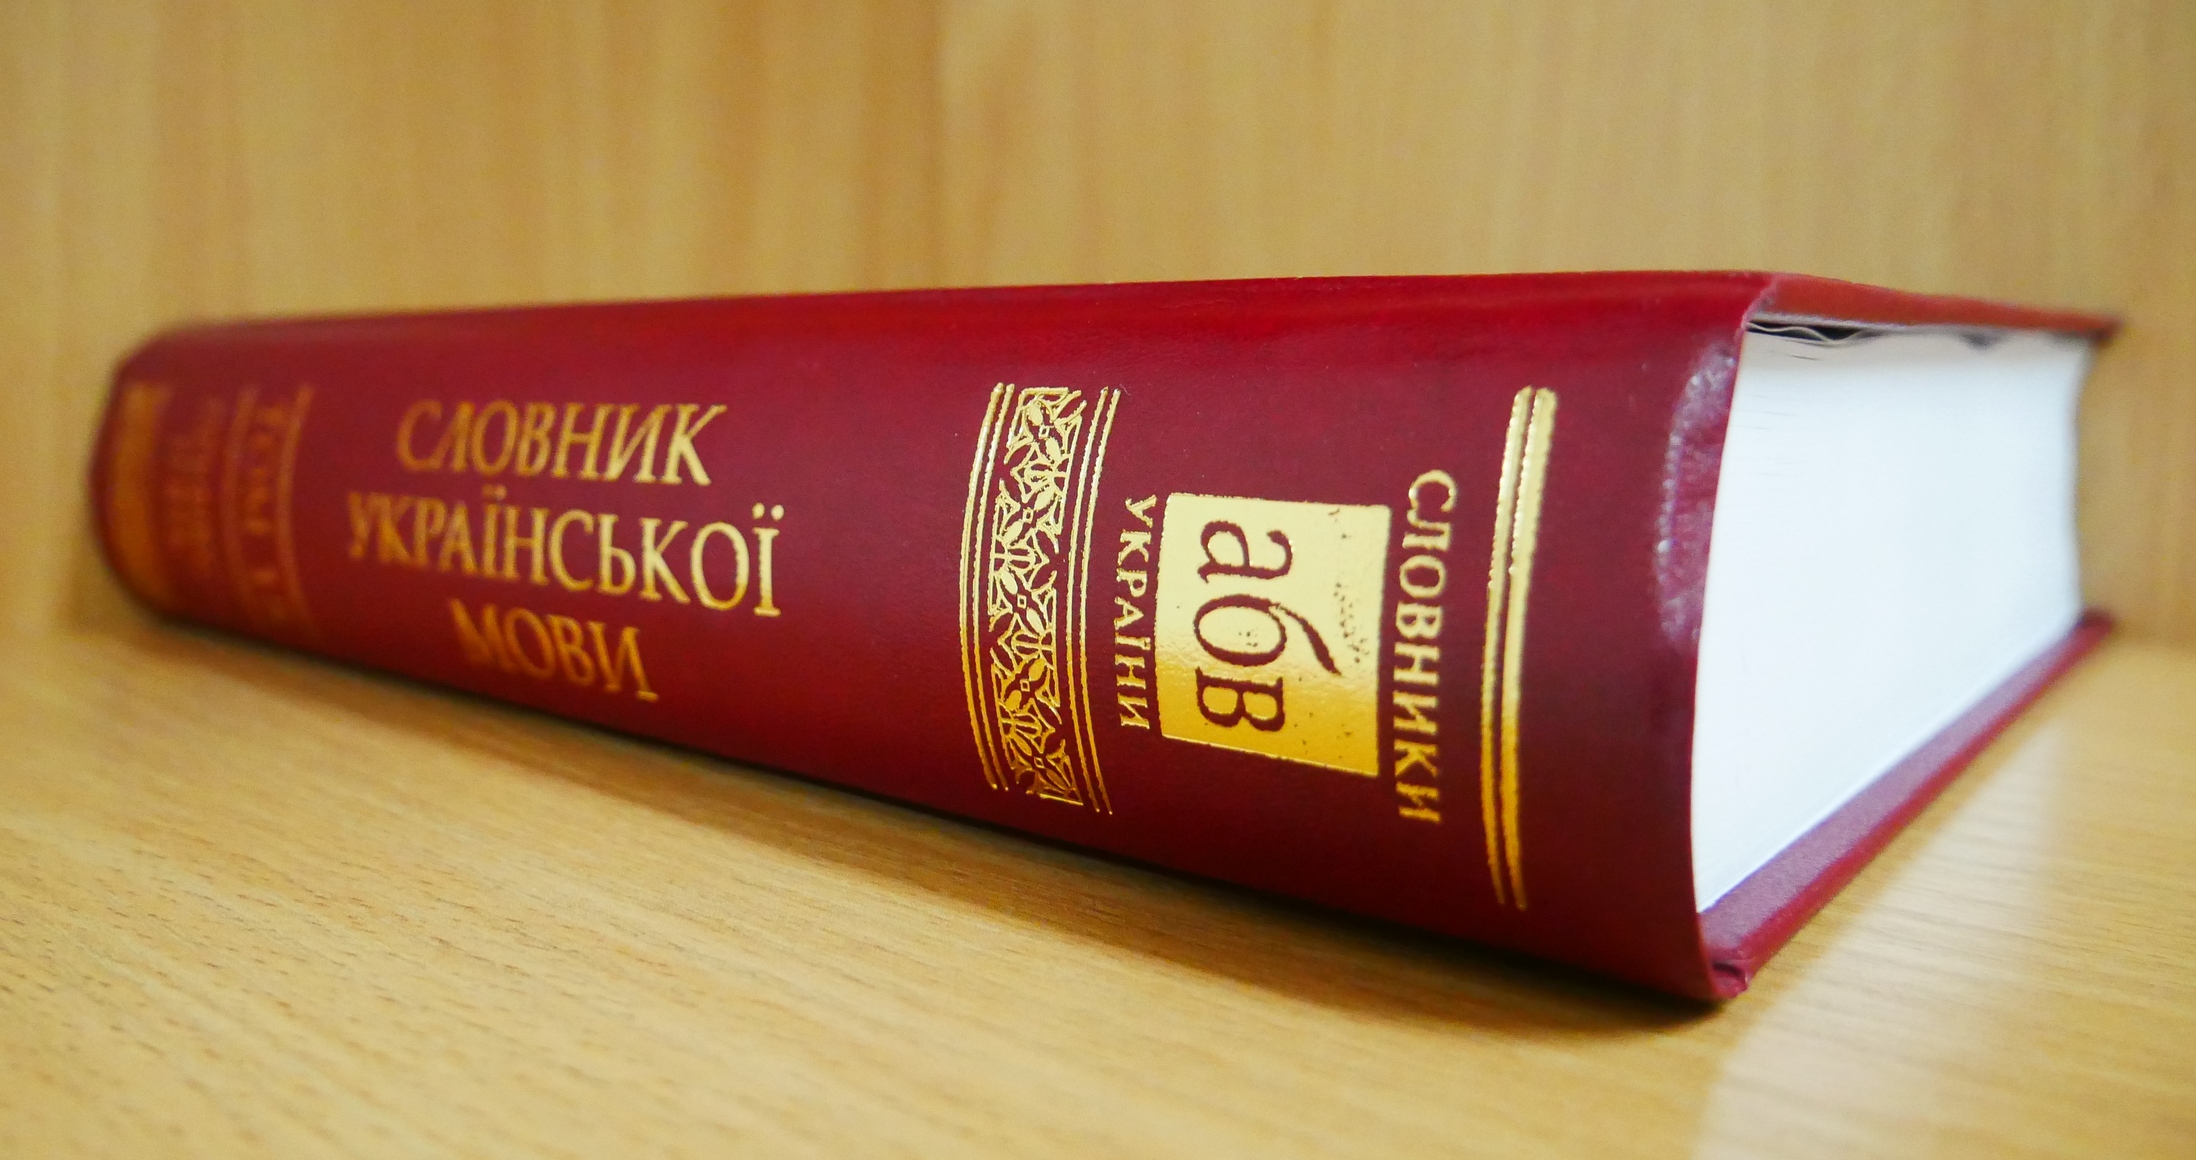 СЛОВНИКИ
абв
УКРАЇНИ
СЛОВНИК
УКРАЇНСЬКОЇ
МОВИ